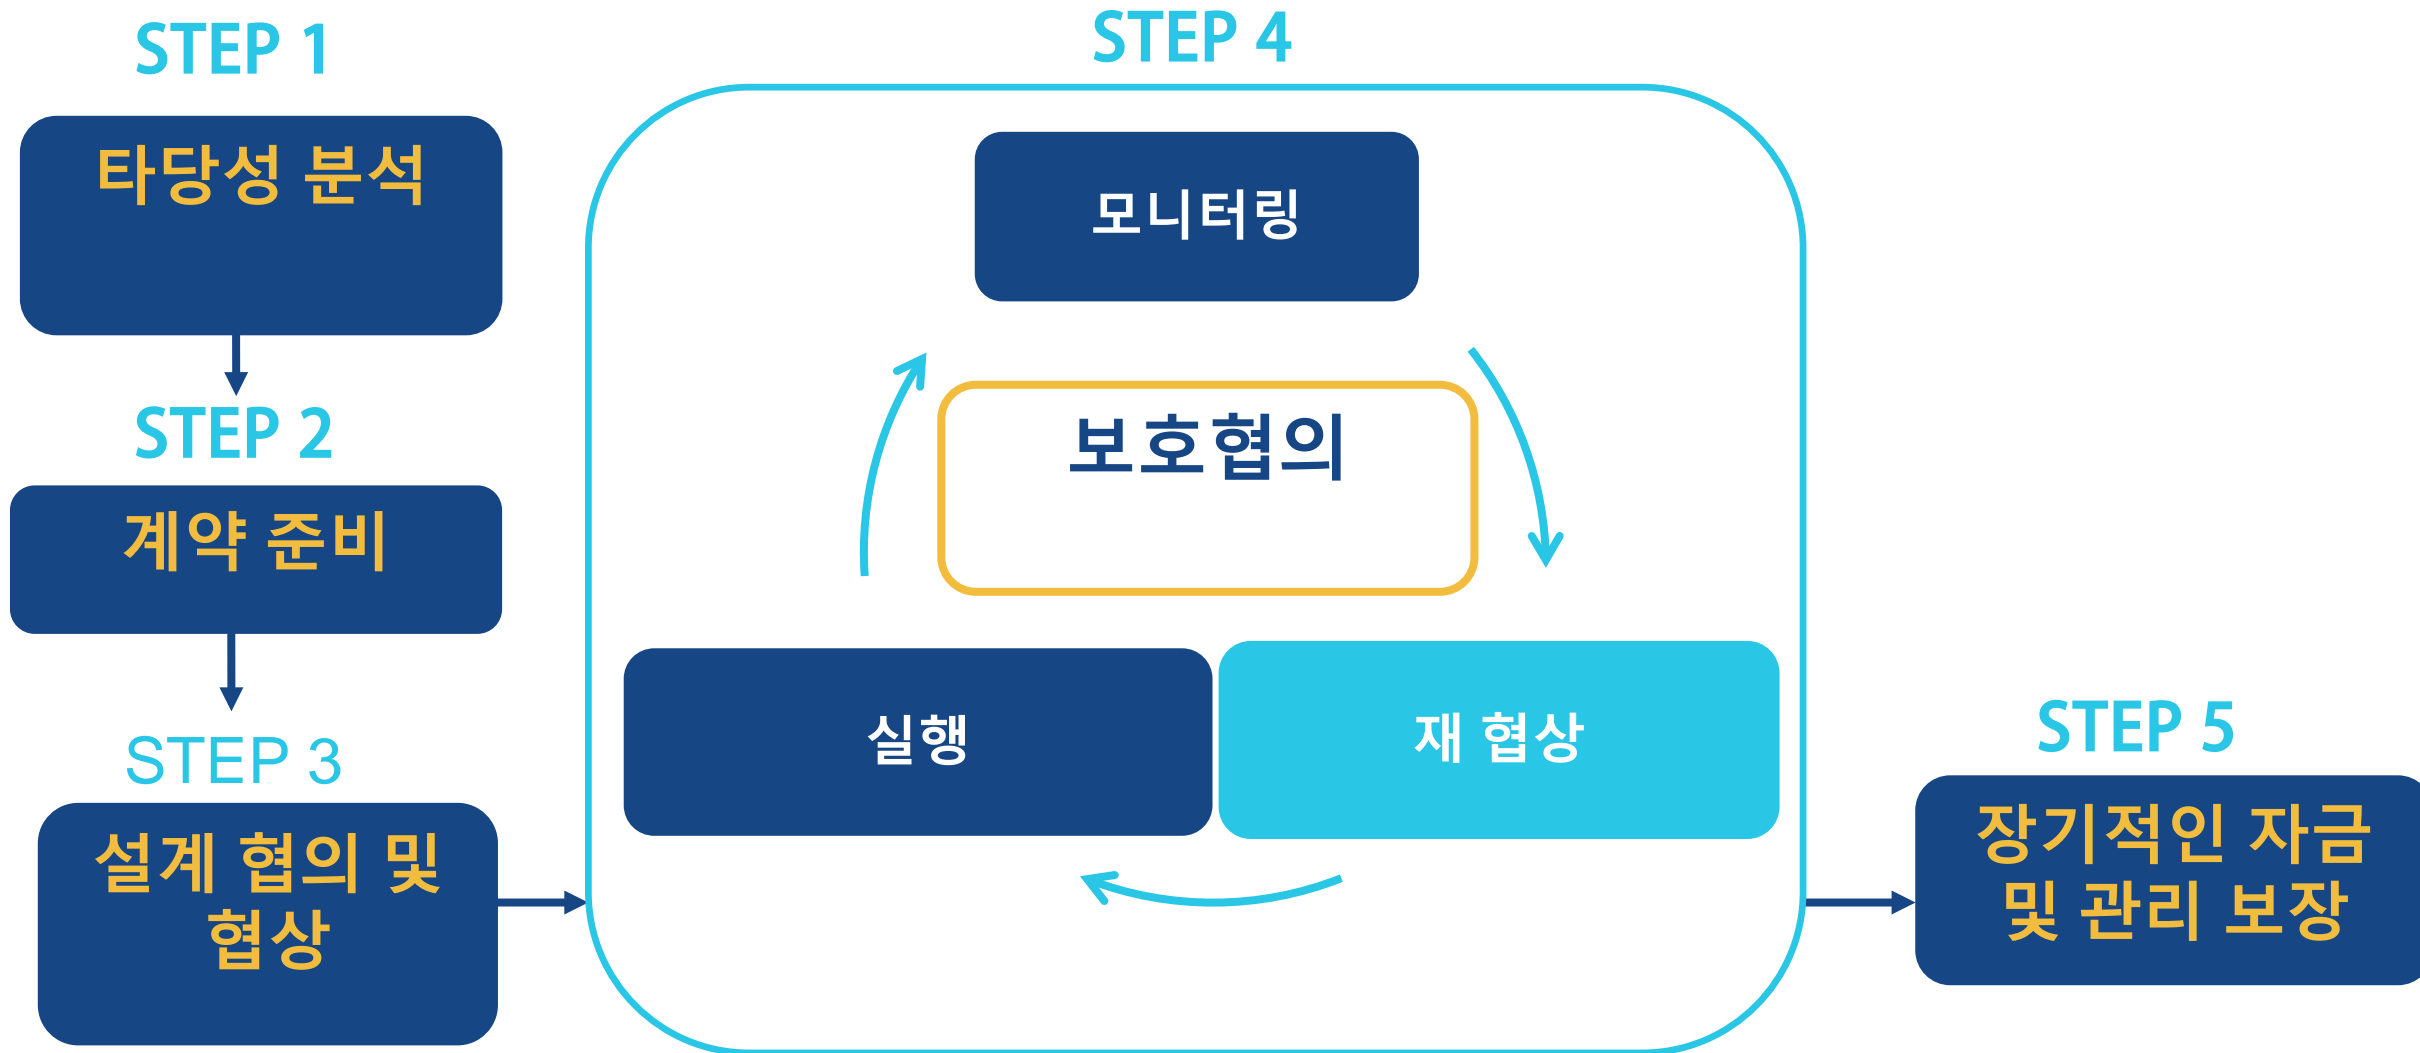 STEP 1
타당성 분석
STEP 2
계약 준비
STEP 3
설계 협의 및
협상
STEP 4
모니터링
보호협의
실행
재 협상
STEP 5
장기적인 자금
및 관리 보장